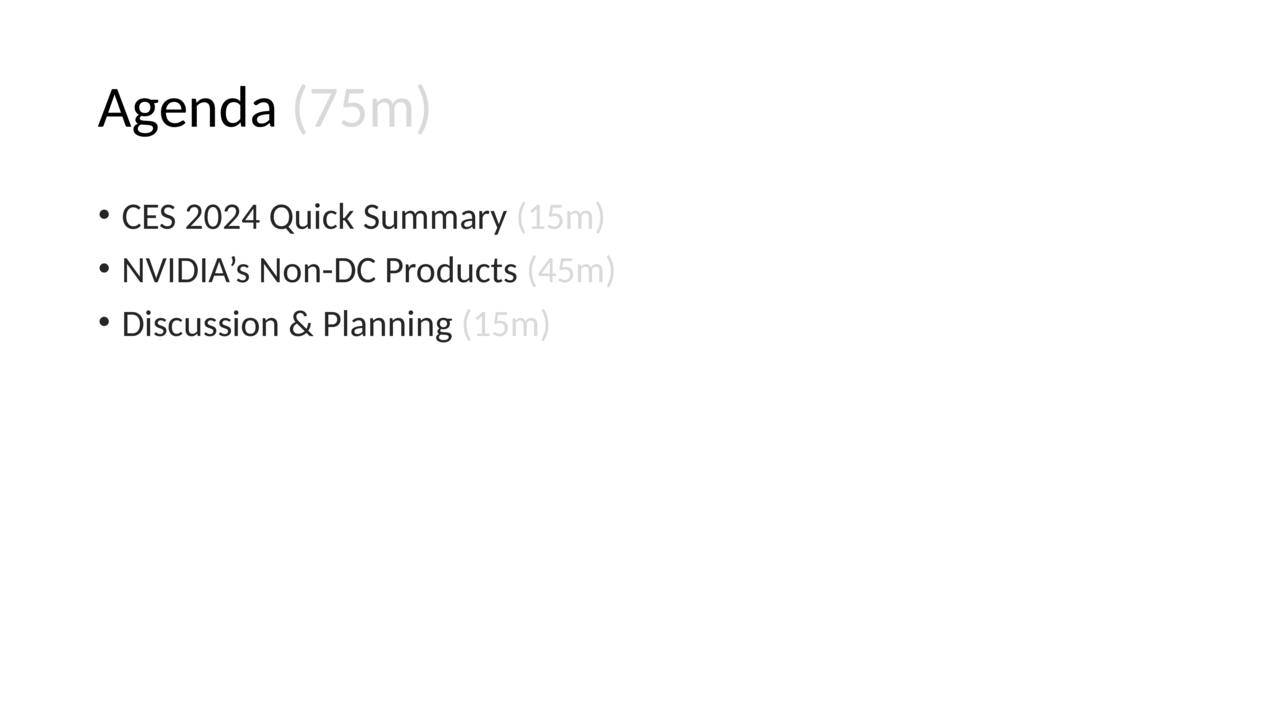 Agenda (75m)
• CES 2024 Quick Summary (15m)
• NVIDIA’s Non-DC Products (45m)
• Discussion & Planning (15m)